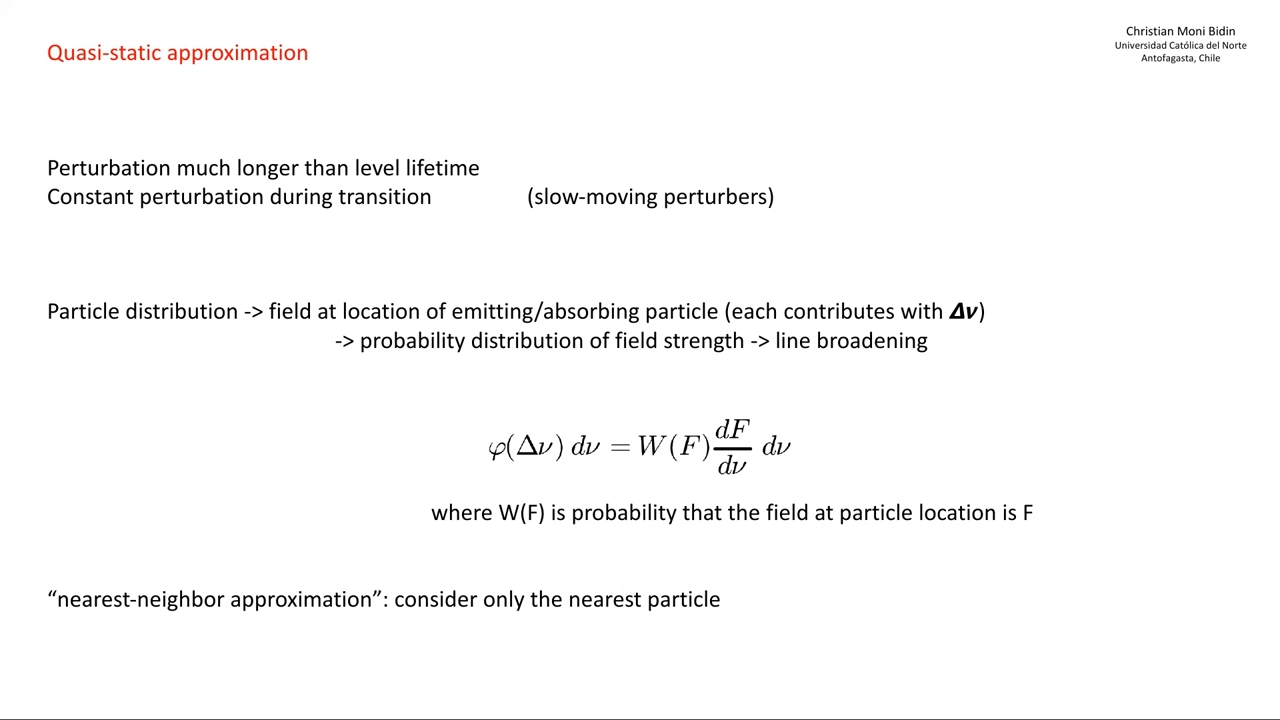 Quasi-static approximation
Christian Moni Bidin
Universidad Católica del Norte
Antofagasta, Chile
Perturbation much longer than level lifetime
Constant perturbation during transition (slow-moving perturbers)
Particle distribution -> field at location of emitting/absorbing particle (each contributes with Δν)
-> probability distribution of field strength -> line broadening
φ(Δν) dν = W(F) dF/dν dν
where W(F) is probability that the field at particle location is F
“nearest-neighbor approximation”: consider only the nearest particle